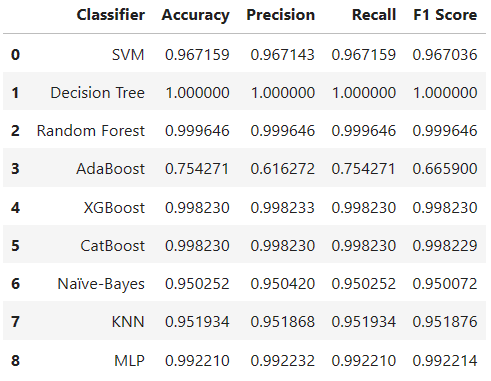 Classifier Accuracy Precision Recall F1 Score
0 SVM 0.967159 0.967143 0.967159 0.967036
1 Decision Tree 1.000000 1.000000 1.000000 1.000000
2 Random Forest 0.999646 0.999646 0.999646 0.999646
3 AdaBoost 0.754271 0.616272 0.754271 0.665900
4 XGBoost 0.998230 0.998233 0.998230 0.998230
5 CatBoost 0.998230 0.998230 0.998230 0.998229
6 Naïve-Bayes 0.950252 0.950420 0.950252 0.950072
7 KNN 0.951934 0.951868 0.951934 0.951876
8 MLP 0.992210 0.992232 0.992210 0.992214